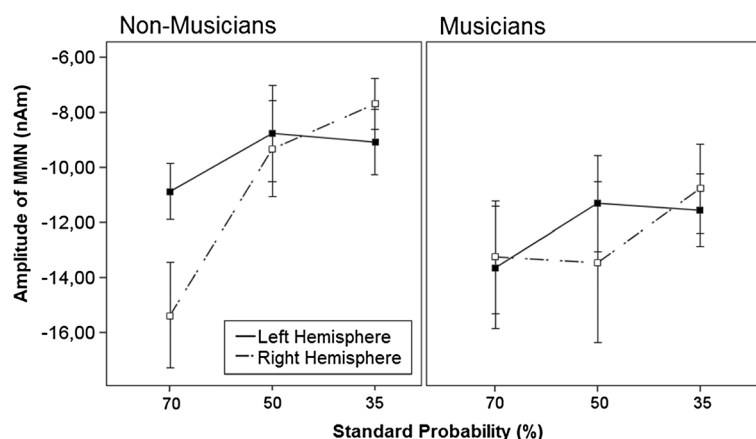 Non-Musicians
Musicians
Amplitude of MMN (nAm)
-6,00
-8,00
-10,00
-12,00
-14,00
-16,00
Left Hemisphere
Right Hemisphere
70 50 35 70 50 35
Standard Probability (%)